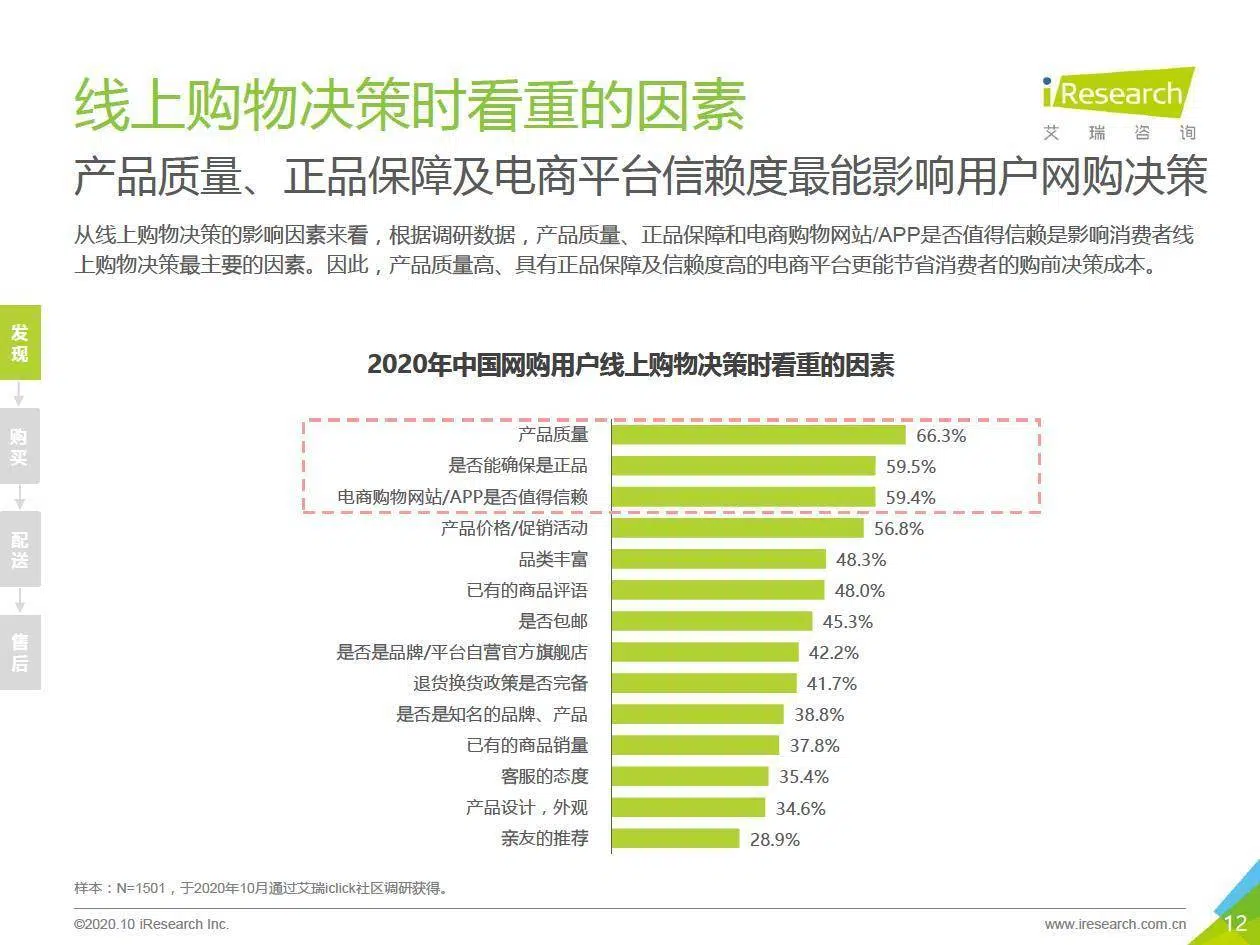 线上购物决策时看重的因素
iResearch
艾瑞咨询
产品质量、正品保障及电商平台信赖度最能影响用户网购决策
从线上购物决策的影响因素来看，根据调研数据，产品质量、正品保障和电商购物网站/APP是否值得信赖是影响消费者线
上购物决策最主要的因素。因此，产品质量高、具有正品保障及信赖度高的电商平台更能节省消费者的购前决策成本。
发现
购买
配送
售后
2020年中国网购用户线上购物决策时看重的因素
产品质量 66.3%
是否能确保是正品 59.5%
电商购物网站/APP是否值得信赖 59.4%
产品价格/促销活动 56.8%
品类丰富 48.3%
已有的商品评语 48.0%
是否包邮 45.3%
是否是品牌/平台自营官方旗舰店 42.2%
退货换货政策是否完备 41.7%
是否是知名的品牌、产品 38.8%
已有的商品销量 37.8%
客服的态度 35.4%
产品设计，外观 34.6%
亲友的推荐 28.9%
样本：N=1501，于2020年10月通过艾瑞iclick社区调研获得。
©2020.10 iResearch Inc.
www.iresearch.com.cn
12